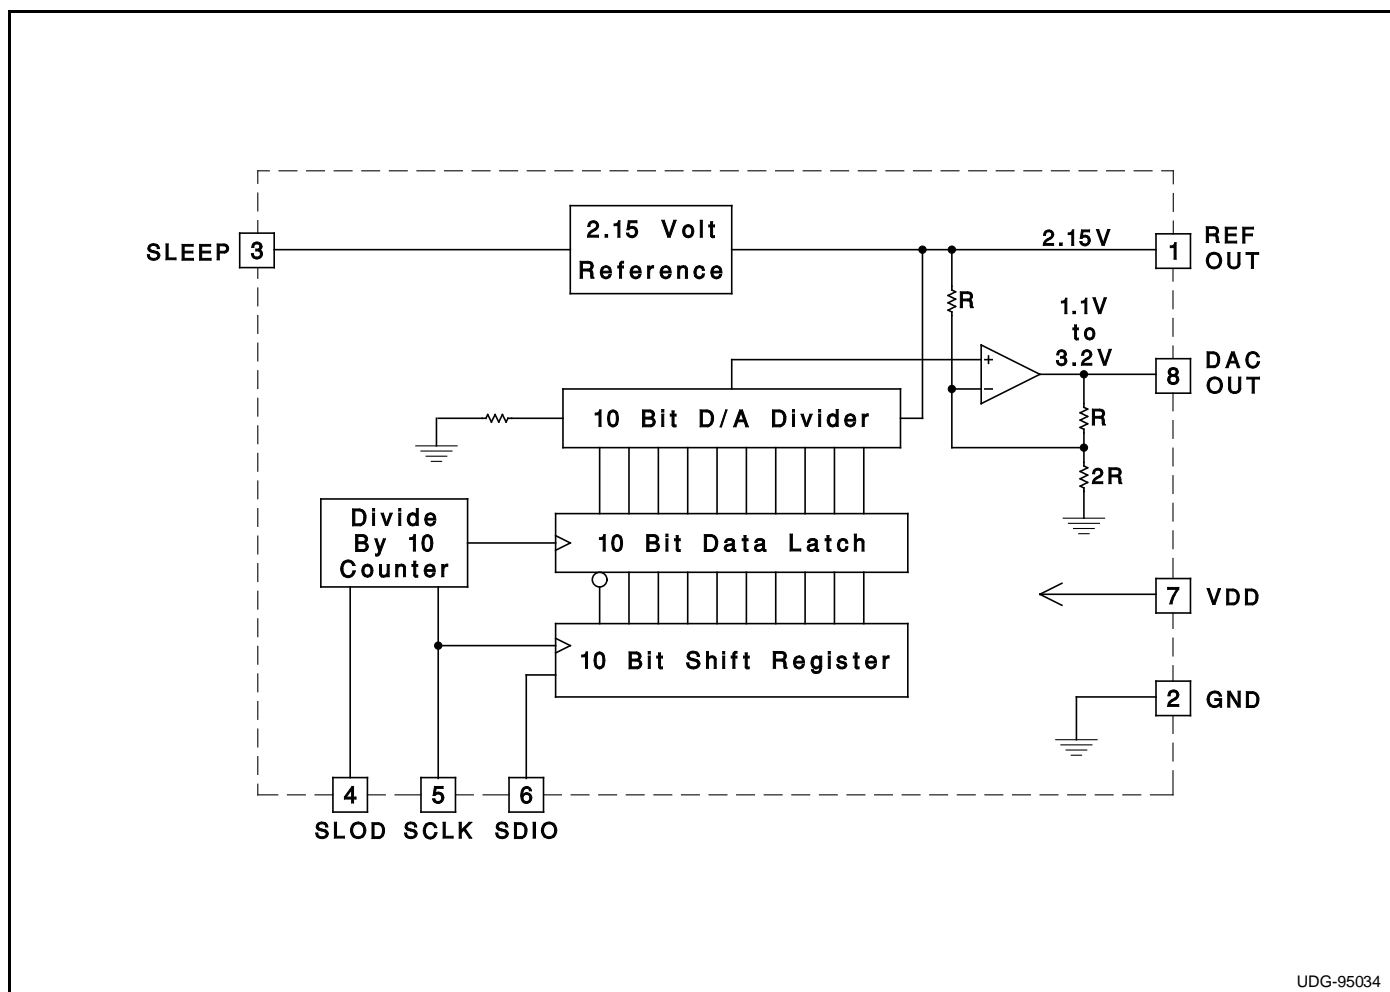 2.15 Volt
Reference
SLEEP 3
2.15V
1
REF
OUT
R
1.1V
to
3.2V
+
−
8
DAC
OUT
10 Bit D/A Divider
R
2R
Divide
By 10
Counter
10 Bit Data Latch
7 VDD
10 Bit Shift Register
2 GND
4 5 6
SLOD SCLK SDIO
UDG-95034